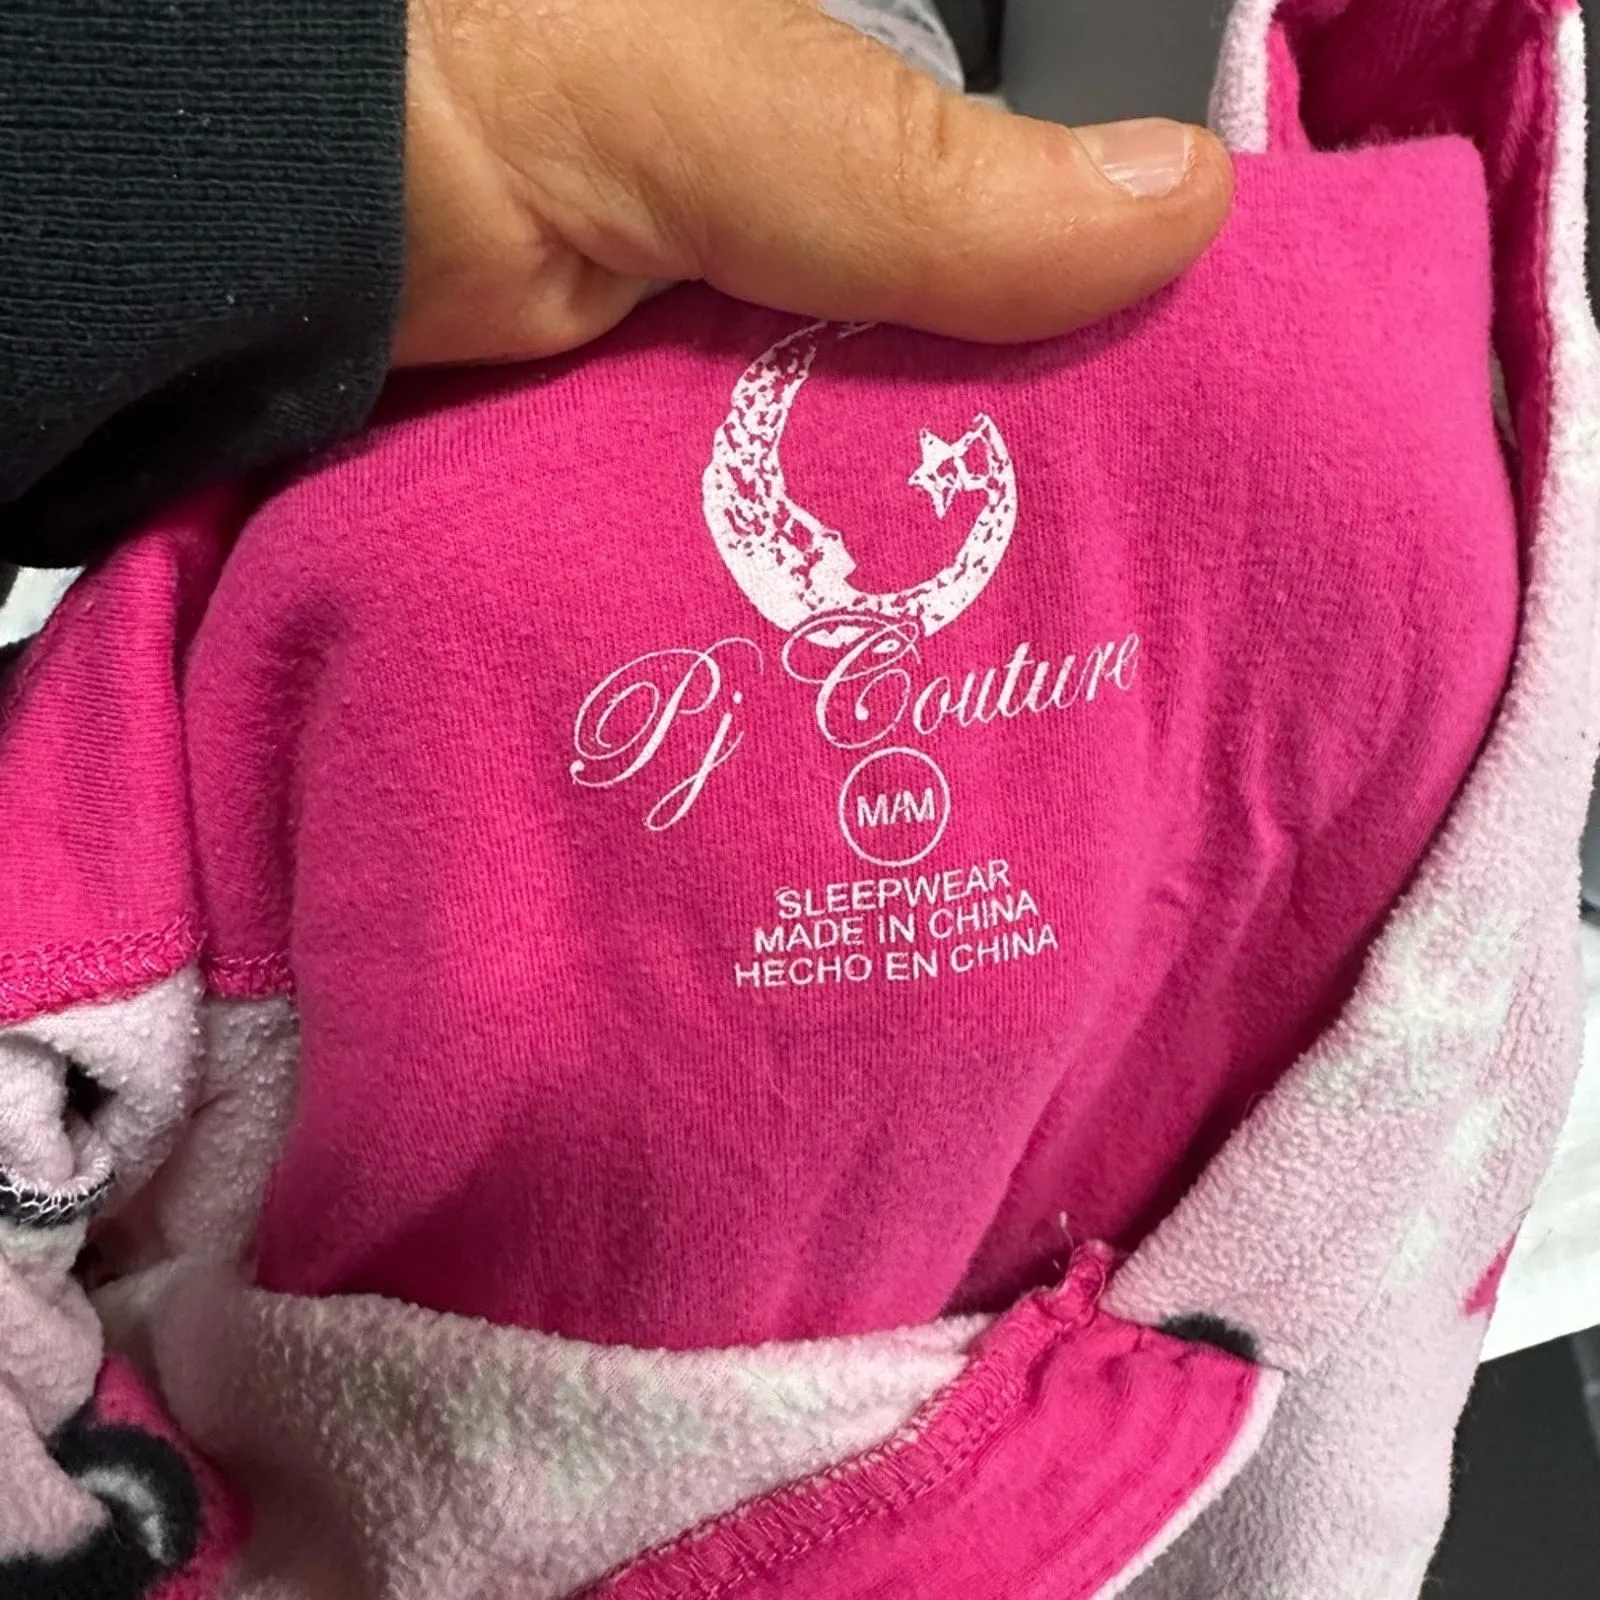 Pj Couture
M/M
SLEEPWEAR
MADE IN CHINA
HECHO EN CHINA